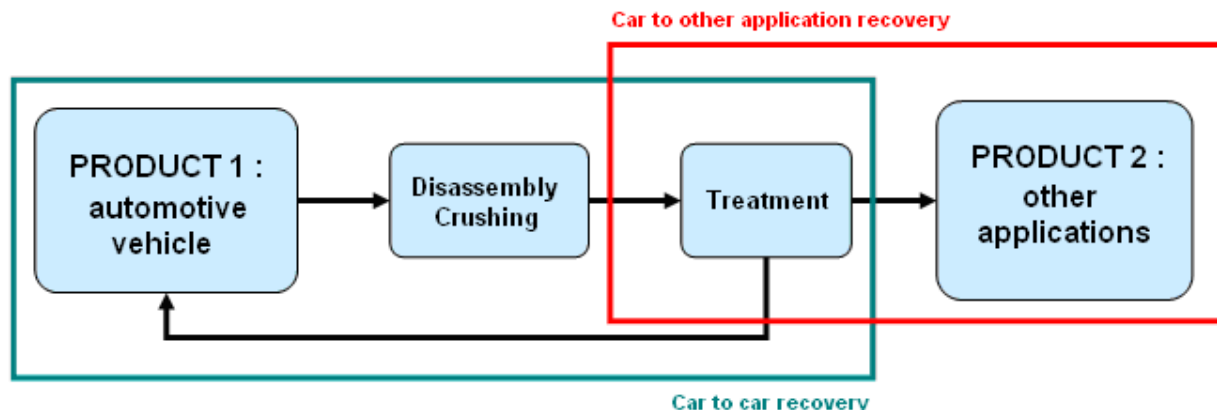 Car to other application recovery
PRODUCT 1 :
automotive
vehicle
Disassembly
Crushing
Treatment
PRODUCT 2 :
other
applications
Car to car recovery